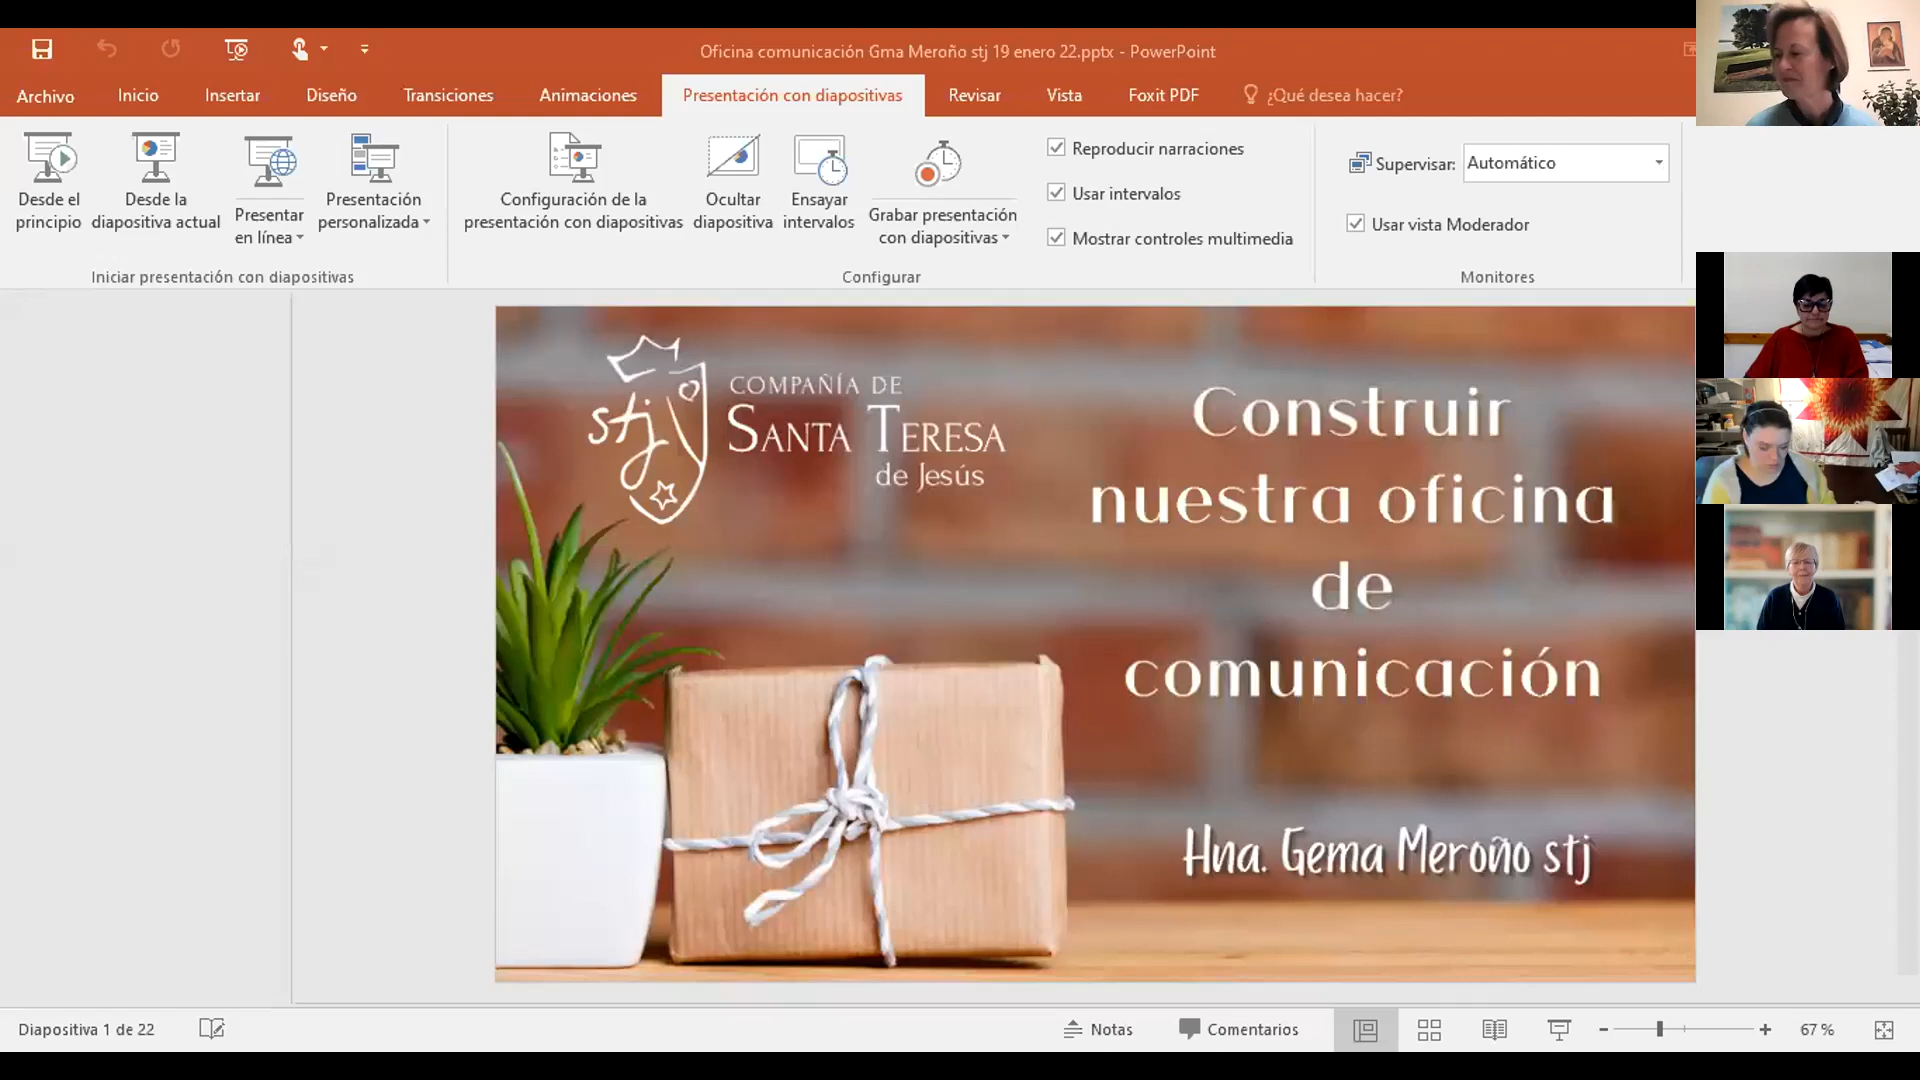 Oficina comunicación Gma Meroño stj 19 enero 22.pptx - PowerPoint
Archivo
Inicio
Insertar
Diseño
Transiciones
Animaciones
Presentación con diapositivas
Revisar
Vista
Foxit PDF
¿Qué desea hacer?
Desde el
principio
Desde la
diapositiva actual
Presentar
en línea
Presentación
personalizada
Iniciar presentación con diapositivas
Configuración de la
presentación con diapositivas
Ocultar
diapositiva
Ensayar
intervalos
Grabar presentación
con diapositivas
Reproducir narraciones
Usar intervalos
Mostrar controles multimedia
Configurar
Supervisar:
Automático
Usar vista Moderador
Monitores
stj
COMPAÑÍA DE
SANTA TERESA
de Jesús
Construir
nuestra oficina
de
comunicación
Hna. Gema Meroño stj
Diapositiva 1 de 22
Notas
Comentarios
67 %